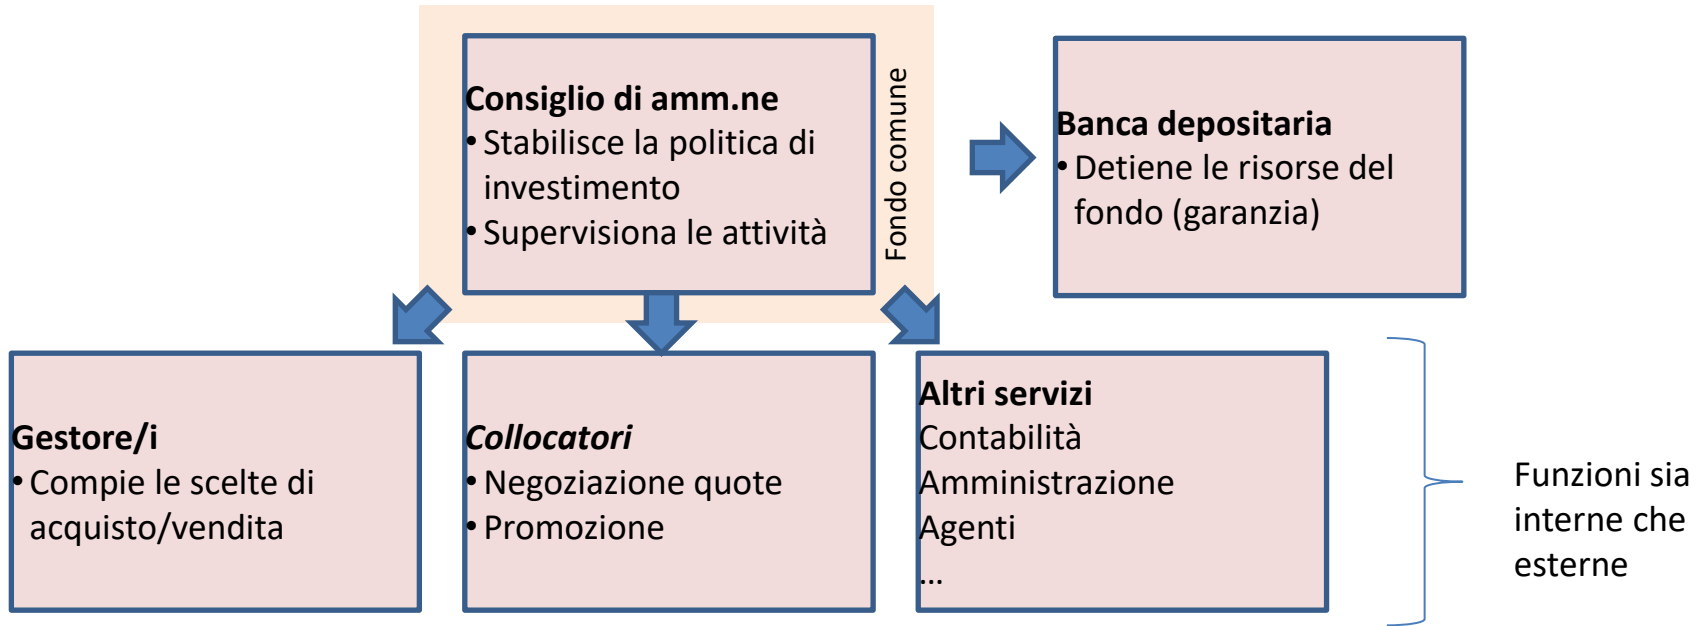 Consiglio di amm.ne
• Stabilisce la politica di
investimento
• Supervisiona le attività
Fondo comune
Banca depositaria
• Detiene le risorse del
fondo (garanzia)
Gestore/i
• Compie le scelte di
acquisto/vendita
Collocatori
• Negoziazione quote
• Promozione
Altri servizi
Contabilità
Amministrazione
Agenti
…
Funzioni sia
interne che
esterne